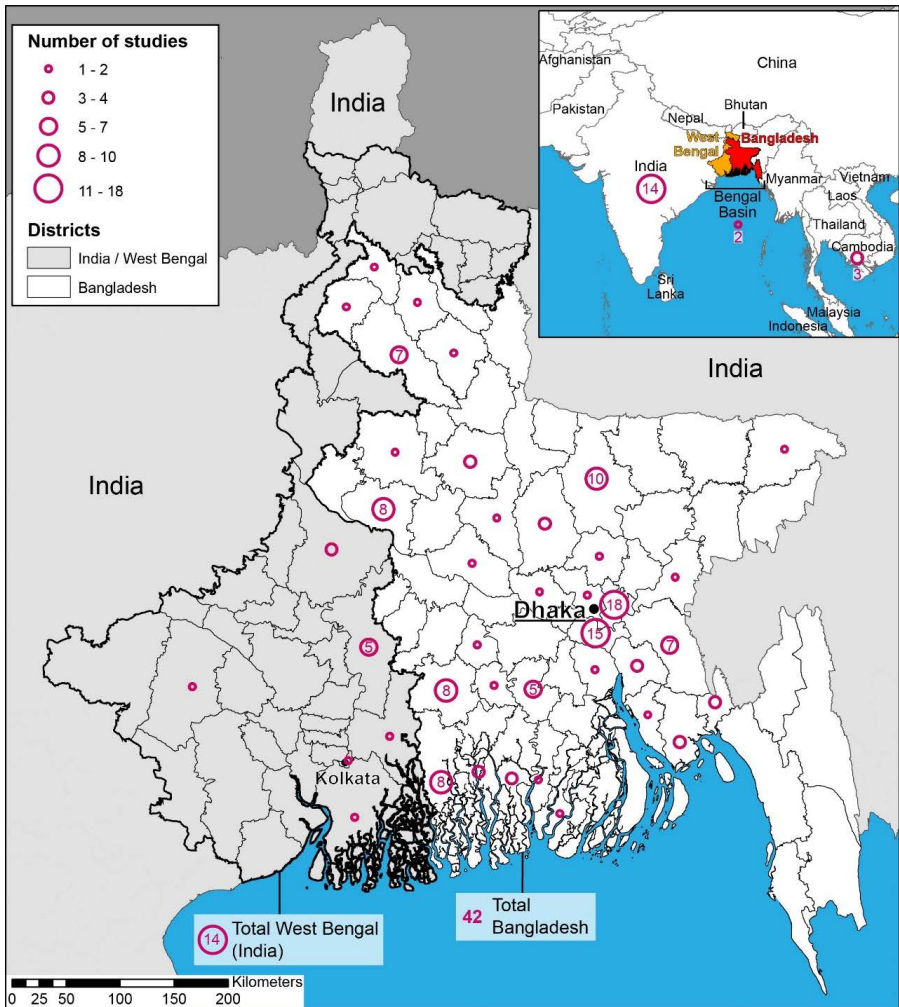 Number of studies
1 - 2
3 - 4
5 - 7
8 - 10
11 - 18
Districts
India / West Bengal
Bangladesh
India
Afghanistan
China
Pakistan
Nepal
Bhutan
West
Bengal
Bangladesh
India
14
Myanmar
Vietnam
Laos
Bengal
Basin
2
Thailand
Cambodia
3
Sri
Lanka
Malaysia
Indonesia
India
7
India
10
8
Dhaka
18
15
5
7
8
5
Kolkata
8
14
Total West Bengal
(India)
42
Total
Bangladesh
Kilometers
0 25 50 100 150 200